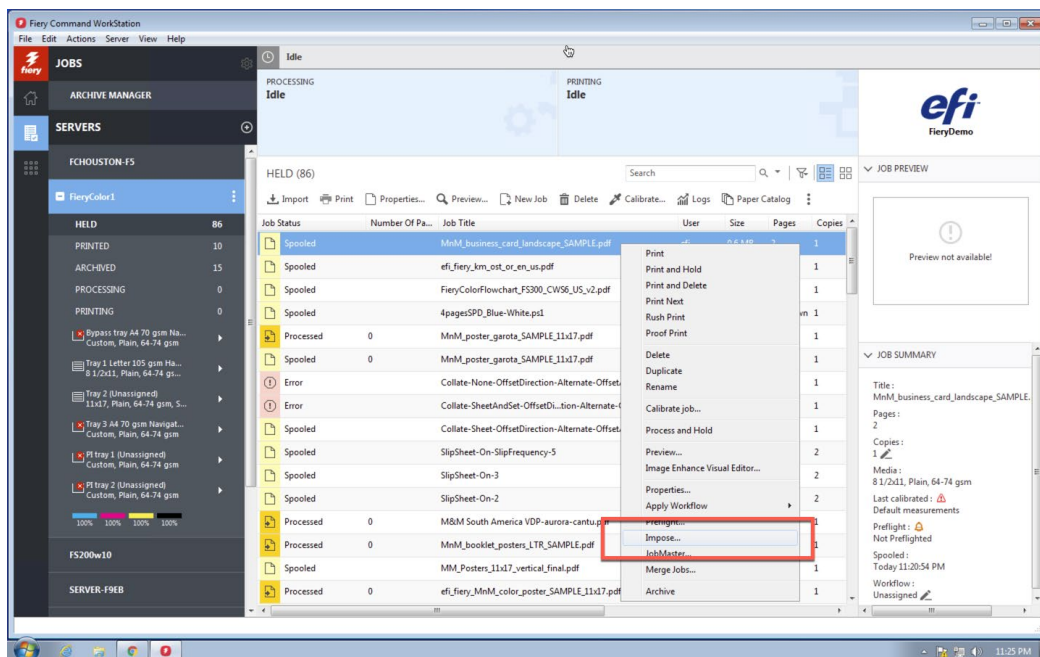 Fiery Command WorkStation
File Edit Actions Server View Help
fiery
JOBS
ARCHIVE MANAGER
SERVERS
FCHOUSTON-F5
FieryColor1
HELD 86
PRINTED 10
ARCHIVED 15
PROCESSING 0
PRINTING 0
Bypass tray A4 70 gsm Na...
Custom, Plain, 64-74 gsm
Tray 1 Letter 105 gsm Ha...
8 1/2x11, Plain, 64-74 gs...
Tray 2 (Unassigned)
11x17, Plain, 64-74 gsm, S...
Tray 3 A4 70 gsm Navigat...
Custom, Plain, 64-74 gsm
PI tray 1 (Unassigned)
Custom, Plain, 64-74 gsm
PI tray 2 (Unassigned)
Custom, Plain, 64-74 gsm
100% 100% 100% 100%
FS200w10
SERVER-F9EB
Idle
PROCESSING
Idle
PRINTING
Idle
HELD (86)
Search
Import Print Properties... Preview... New Job Delete Calibrate... Logs Paper Catalog
Job Status Number Of Pa... Job Title User Size Pages Copies
Spooled MnM_business_card_landscape_SAMPLE.pdf efi 0.6 MB 2 1
Spooled efi_fiery_km_ost_or_en_us.pdf 1
Spooled FieryColorFlowchart_FS300_CWS6_US_v2.pdf 1
Spooled 4pagesSPD_Blue-White.ps1 wn 1
Processed 0 MnM_poster_garota_SAMPLE_11x17.pdf 1
Spooled 0 MnM_poster_garota_SAMPLE_11x17.pdf 1
Error Collate-None-OffsetDirection-Alternate-Offset 1
Error Collate-SheetAndSet-OffsetDi...tion-Alternate- 1
Spooled Collate-Sheet-OffsetDirection-Alternate-Offset 1
Spooled SlipSheet-On-SlipFrequency-5 2
Spooled SlipSheet-On-3 2
Spooled SlipSheet-On-2 2
Processed 0 M&M South America VDP-aurora-cantu.pdf 1
Processed 0 MnM_booklet_posters_LTR_SAMPLE.pdf 1
Spooled MM_Posters_11x17_vertical_final.pdf 1
Processed 0 efi_fiery_MnM_color_poster_SAMPLE_11x17.pdf 1
Print
Print and Hold
Print and Delete
Print Next
Rush Print
Proof Print
Delete
Duplicate
Rename
Calibrate job...
Process and Hold
Preview...
Image Enhance Visual Editor...
Properties...
Apply Workflow
Preflight...
Impose...
JobMaster...
Merge Jobs...
Archive
efi
FieryDemo
JOB PREVIEW
Preview not available!
JOB SUMMARY
Title :
MnM_business_card_landscape_SAMPLE.
Pages :
2
Copies :
1
Media :
8 1/2x11, Plain, 64-74 gsm
Last calibrated :
Default measurements
Preflight :
Not Preflighted
Spooled :
Today 11:20:54 PM
Workflow :
Unassigned
11:25 PM